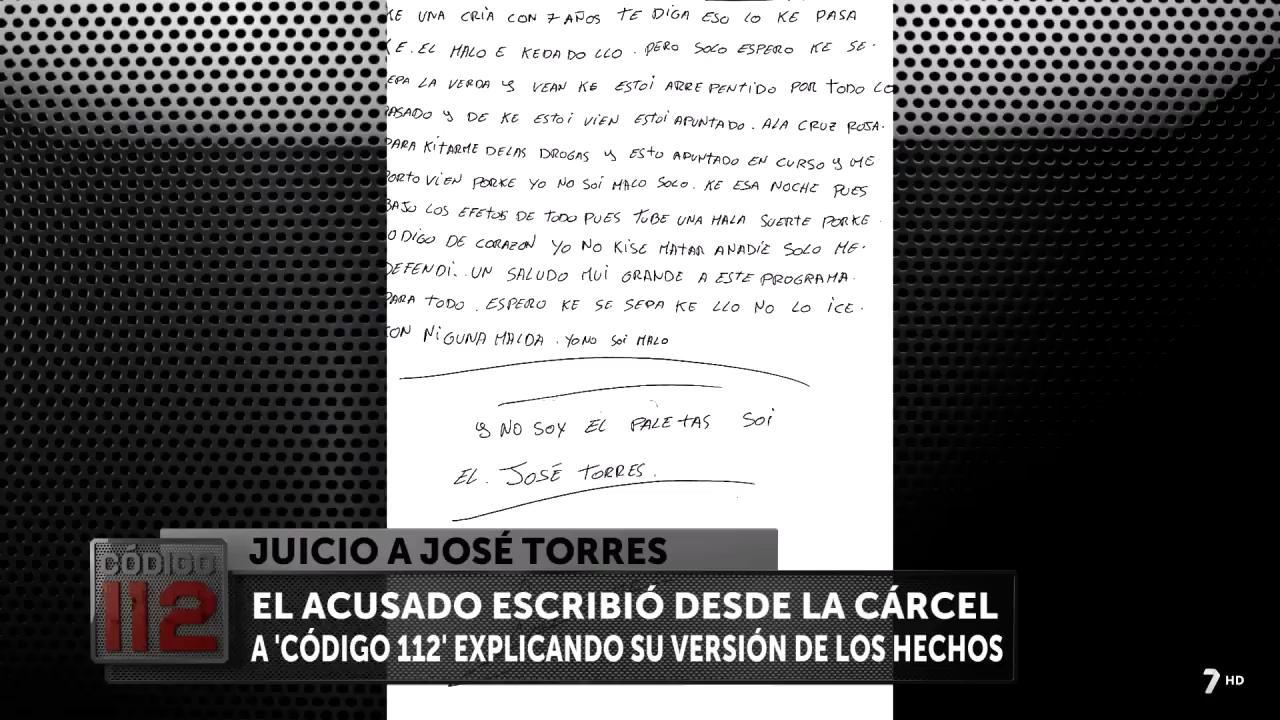 KE UNA CRÍA CON 7 AÑOS TE DIGA ESO LO KE PASA
KE. EL MALO E KEDADO LLO. PERO SOLO ESPERO KE SE.
EPA LA VERDA Y VEAN KE ESTOI ARREPENTIDO POR TODO LO
PASADO Y DE KE ESTOI VIEN ESTOI APUNTADO. ALA CRUZ ROJA.
PARA KITARME DELAS DROGAS Y ESTO APUNTADO EN CURSO Y ME
PORTO VIEN PORKE YO NO SOI MALO SOLO. KE ESA NOCHE PUES
BAJO LOS EFETOS DE TODO PUES TUBE UNA MALA SUERTE PORKE.
O DIGO DE CORAZON YO NO KISE MATAR ANADIE SOLO ME.
DEFENDI. UN SALUDO MUI GRANDE A ESTE PROGRAMA.
PARA TODO. ESPERO KE SE SEPA KE LLO NO LO ICE.
CON NIGUNA MALDA. YO NO SOI MALO
Y NO SOY EL PALETAS SOI
EL. JOSÉ TORRES.
CÓDIGO
112
JUICIO A JOSÉ TORRES
EL ACUSADO ESCRIBIÓ DESDE LA CÁRCEL
A 'CÓDIGO 112' EXPLICANDO SU VERSIÓN DE LOS HECHOS
7 HD